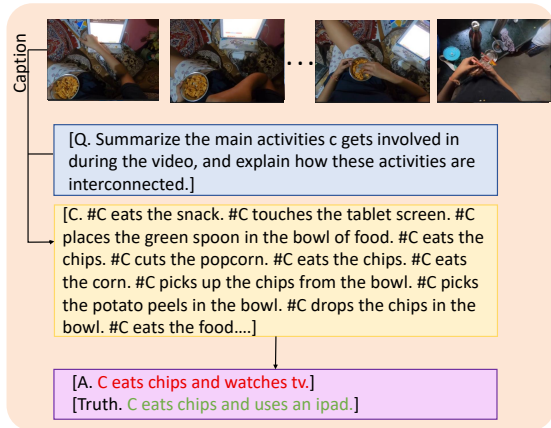 Caption
...
[Q. Summarize the main activities c gets involved in
during the video, and explain how these activities are
interconnected.]
[C. #C eats the snack. #C touches the tablet screen. #C
places the green spoon in the bowl of food. #C eats the
chips. #C cuts the popcorn. #C eats the chips. #C eats
the corn. #C picks up the chips from the bowl. #C picks
the potato peels in the bowl. #C drops the chips in the
bowl. #C eats the food....]
[A. C eats chips and watches tv.]
[Truth. C eats chips and uses an ipad.]